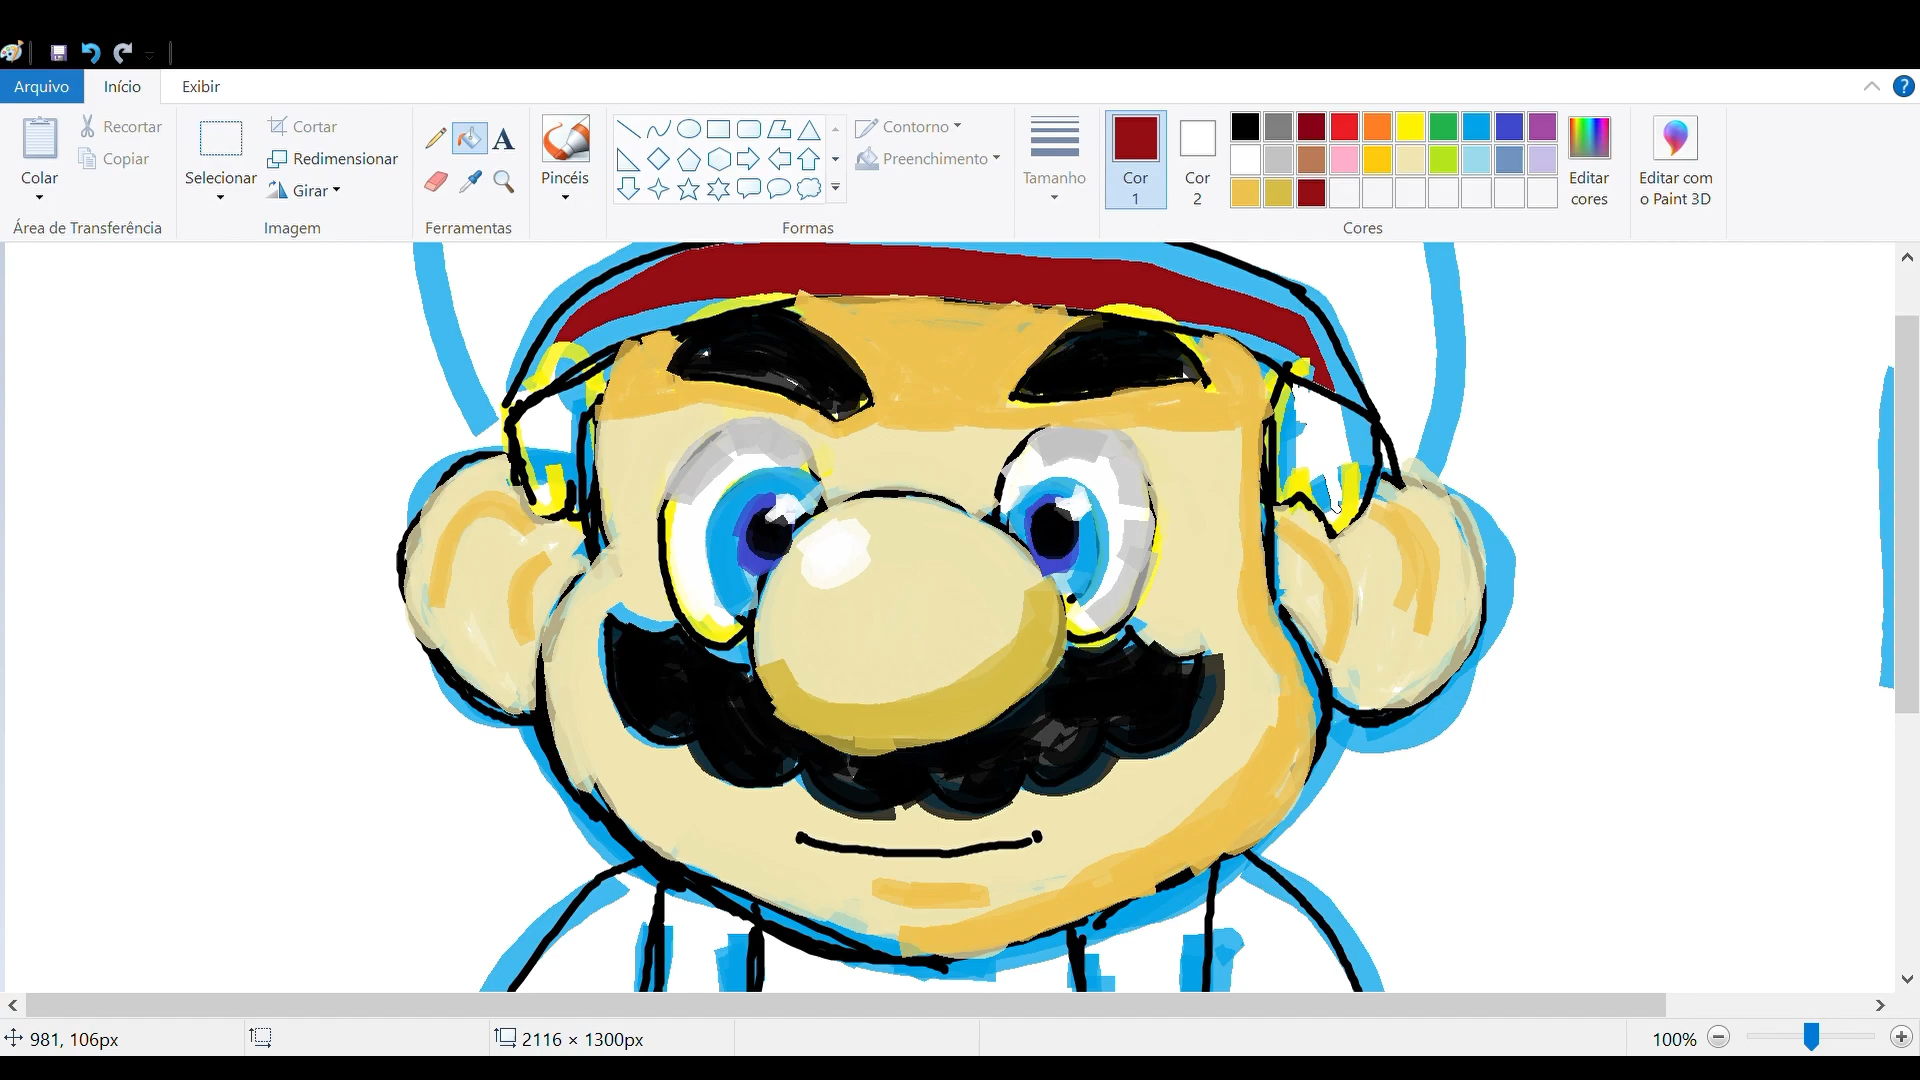 Arquivo Início Exibir
Colar
Recortar
Copiar
Área de Transferência
Selecionar
Cortar
Redimensionar
Girar
Imagem
A
Ferramentas
Pincéis
Contorno
Preenchimento
Formas
Tamanho
Cor
1
Cor
2
Editar
cores
Cores
Editar com
o Paint 3D
?
981, 106px
2116 × 1300px
100%